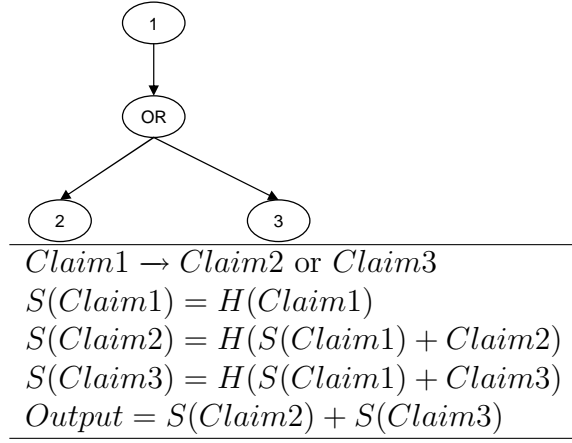 1
OR
2 3
Claim1 → Claim2 or Claim3
S(Claim1) = H(Claim1)
S(Claim2) = H(S(Claim1) + Claim2)
S(Claim3) = H(S(Claim1) + Claim3)
Output = S(Claim2) + S(Claim3)